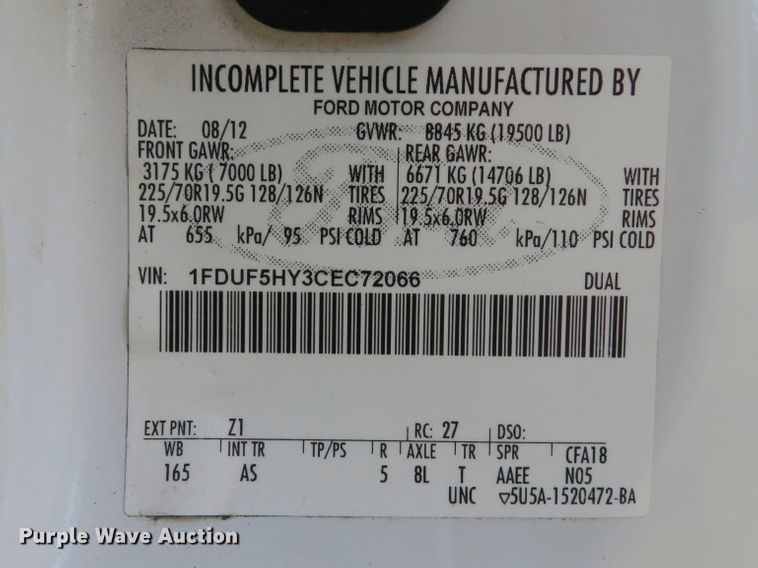 INCOMPLETE VEHICLE MANUFACTURED BY
FORD MOTOR COMPANY
DATE: 08/12 GVWR: 8845 KG (19500 LB)
FRONT GAWR: REAR GAWR:
3175 KG ( 7000 LB) WITH 6671 KG (14706 LB) WITH
225/70R19.5G 128/126N TIRES 225/70R19.5G 128/126N TIRES
19.5x6.0RW RIMS 19.5x6.0RW RIMS
AT 655 kPa/ 95 PSI COLD AT 760 kPa/110 PSI COLD
VIN: 1FDUF5HY3CEC72066 DUAL
EXT PNT: Z1 RC: 27 DSO:
WB INT TR TP/PS R AXLE TR SPR CFA18
165 AS 5 8L T AAEE N05
UNC ▽5U5A-1520472-BA
Purple Wave Auction